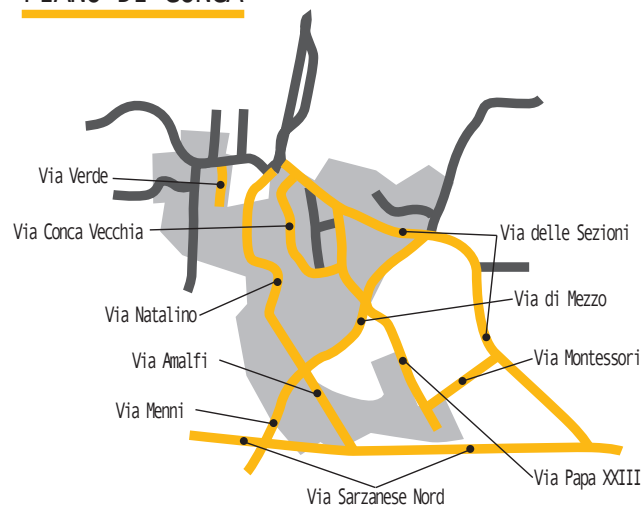 Via Verde
Via Conca Vecchia
Via delle Sezioni
Via di Mezzo
Via Natalino
Via Amalfi
Via Montessori
Via Menni
Via Papa XXIII
Via Sarzanese Nord